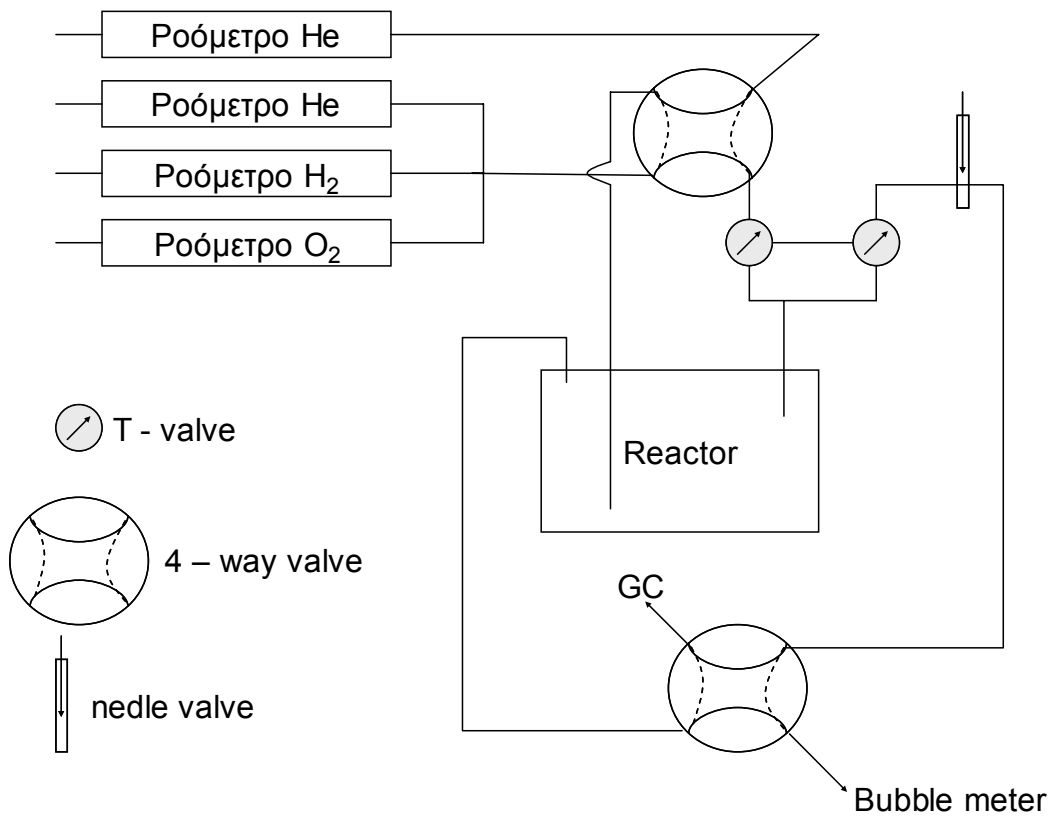 Ροόμετρο He
Ροόμετρο He
Ροόμετρο H₂
Ροόμετρο O₂
T - valve
Reactor
4 – way valve
GC
nedle valve
Bubble meter